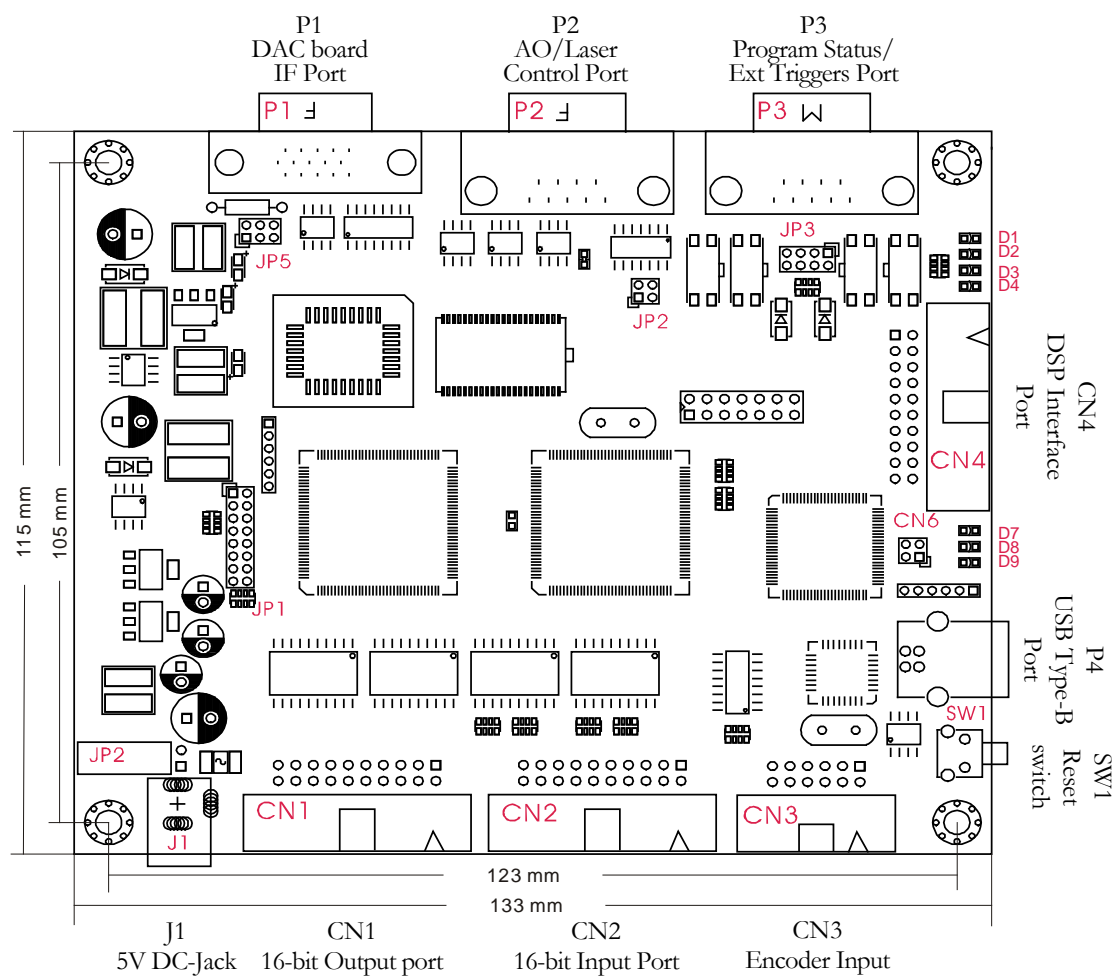 P1
DAC board
IF Port
P2
AO/Laser
Control Port
P3
Program Status/
Ext Triggers Port
P1 F
P2 F
P3 M
JP5
JP3
JP2
D1
D2
D3
D4
CN4
DSP Interface
Port
CN4
CN6
D7
D8
D9
JP1
P4
USB Type-B
Port
SW1
SW1
Reset
switch
JP2
J1
CN1
CN2
CN3
115 mm
105 mm
123 mm
133 mm
J1
5V DC-Jack
CN1
16-bit Output port
CN2
16-bit Input Port
CN3
Encoder Input